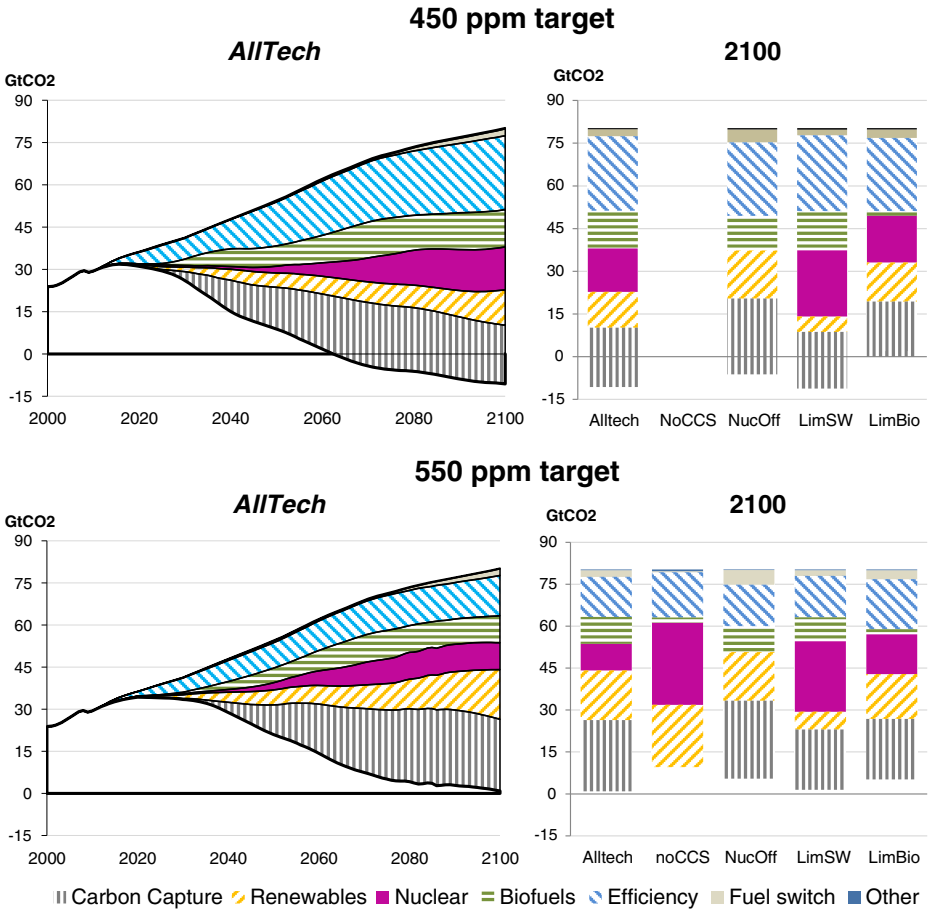 450 ppm target
AllTech
2100
GtCO2
90
75
60
45
30
15
0
-15
2000 2020 2040 2060 2080 2100
GtCO2
90
75
60
45
30
15
0
-15
Alltech NoCCS NucOff LimSW LimBio
550 ppm target
AllTech
2100
GtCO2
90
75
60
45
30
15
0
-15
2000 2020 2040 2060 2080 2100
GtCO2
90
75
60
45
30
15
0
-15
Alltech noCCS NucOff LimSW LimBio
Carbon Capture Renewables Nuclear Biofuels Efficiency Fuel switch Other